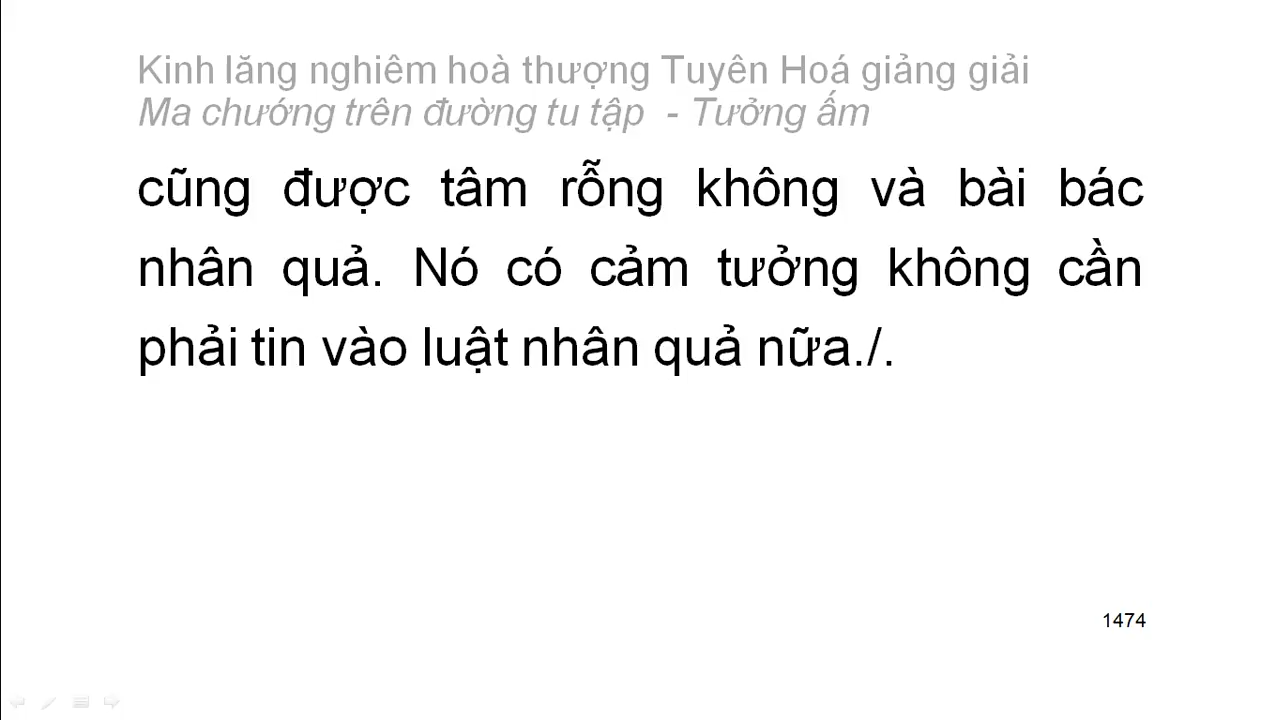 Kinh lăng nghiêm hoà thượng Tuyên Hoá giảng giải
Ma chướng trên đường tu tập - Tưởng ấm
cũng được tâm rỗng không và bài bác
nhân quả. Nó có cảm tưởng không cần
phải tin vào luật nhân quả nữa./.
1474